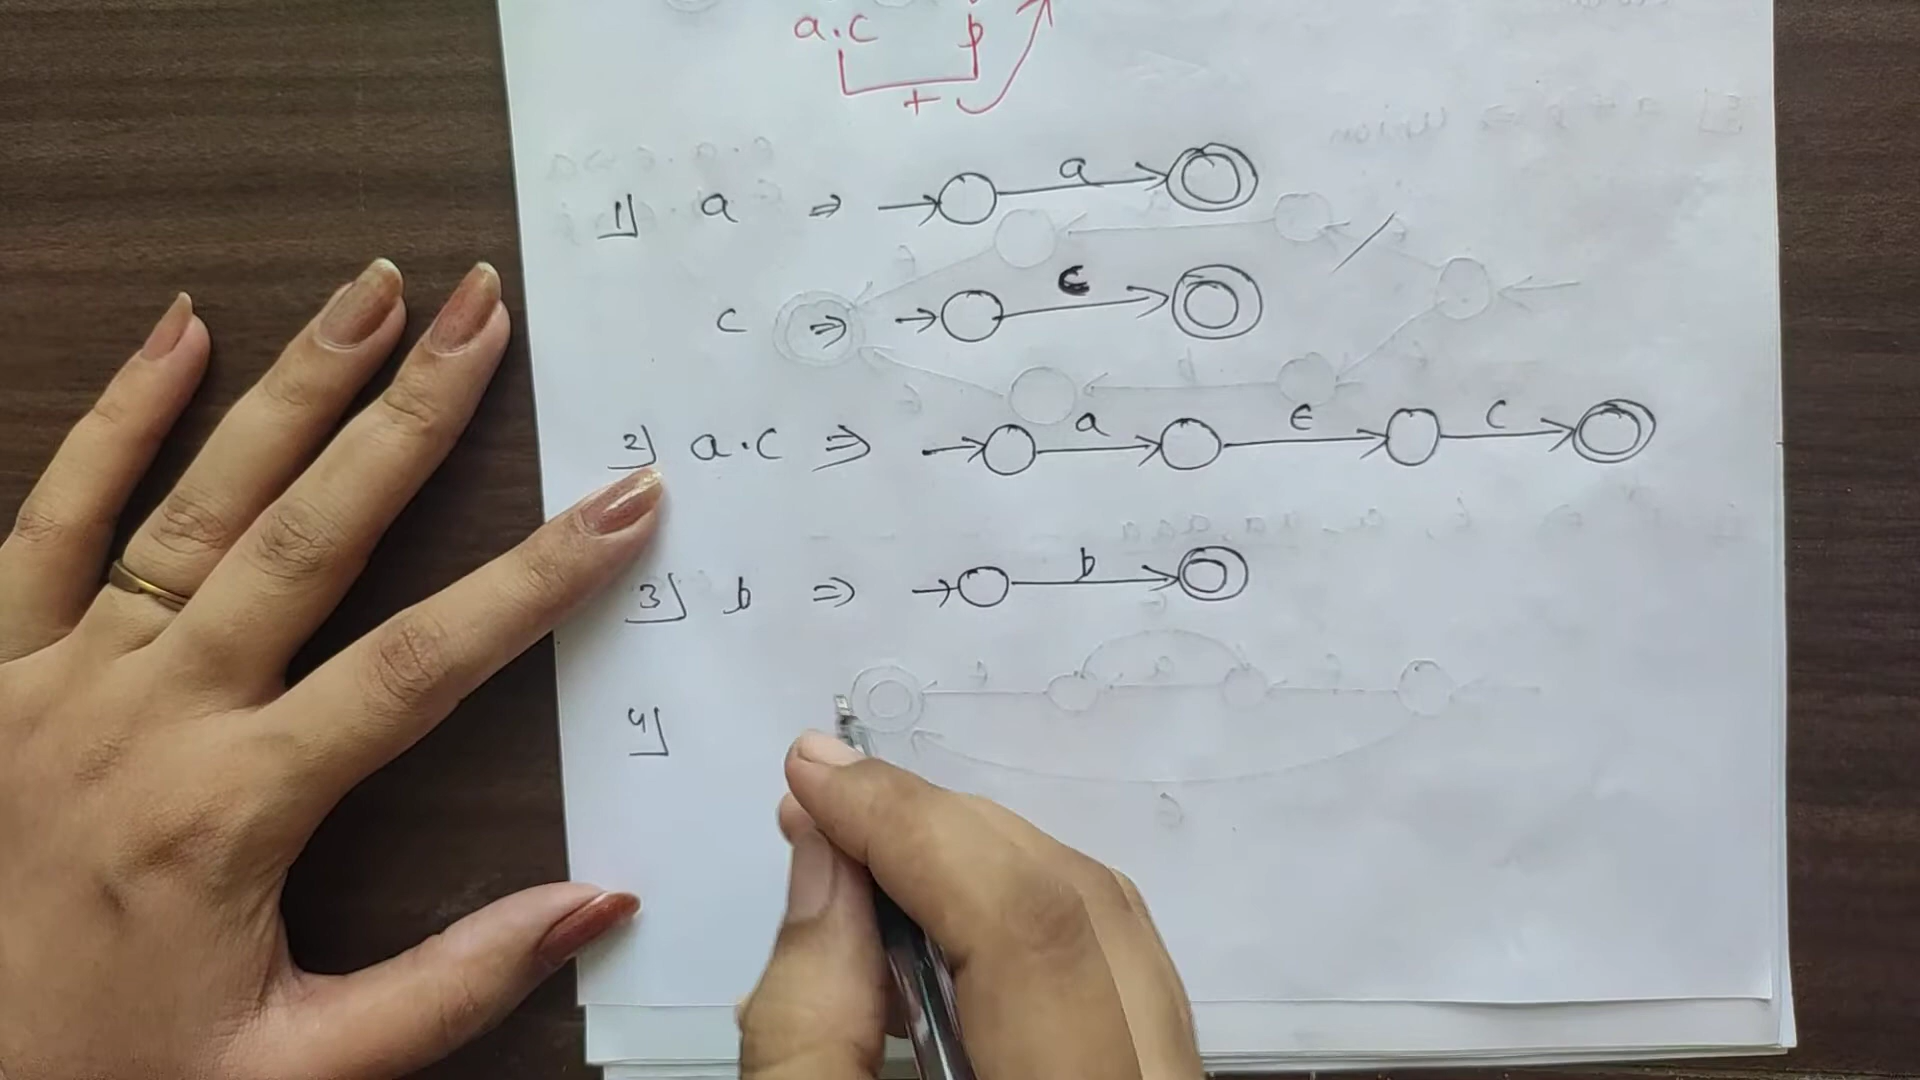 a.c b
+
1) a ⇒ → a
c ⇒ → c
2) a.c ⇒ → a ε c
3) b ⇒ → b
4)